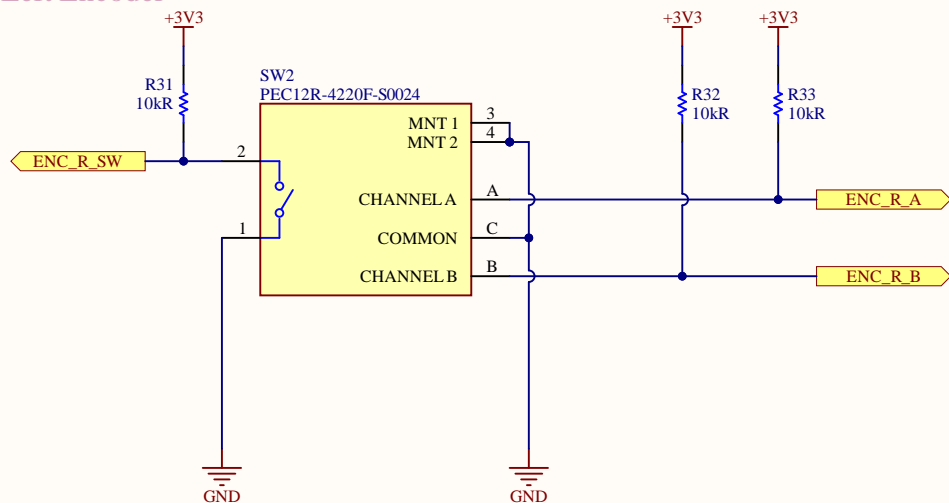 +3V3
+3V3
+3V3
SW2
PEC12R-4220F-S0024
R31
10kR
R32
10kR
R33
10kR
MNT 1
3
MNT 2
4
ENC_R_SW
2
CHANNEL A
A
ENC_R_A
1
COMMON
C
CHANNEL B
B
ENC_R_B
GND
GND